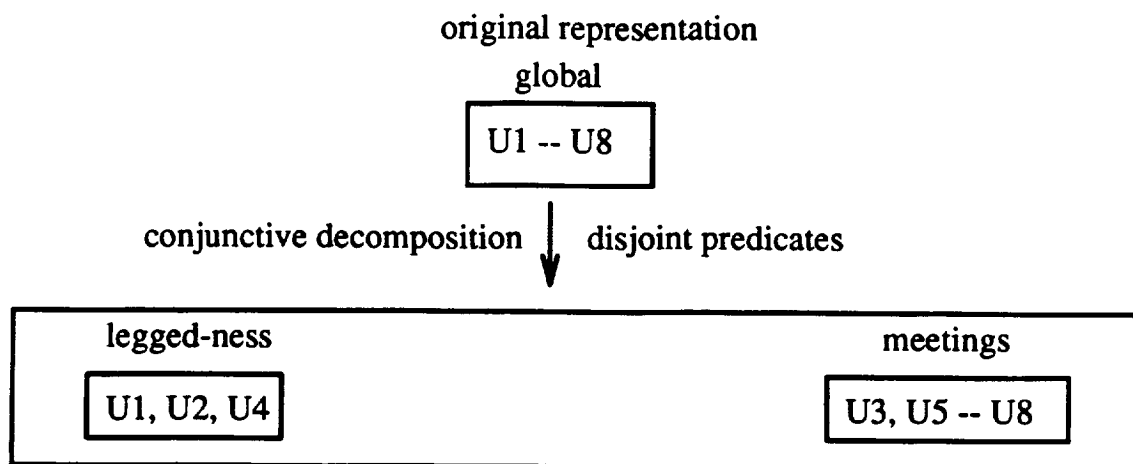 original representation
global
U1 -- U8
conjunctive decomposition disjoint predicates
legged-ness meetings
U1, U2, U4 U3, U5 -- U8